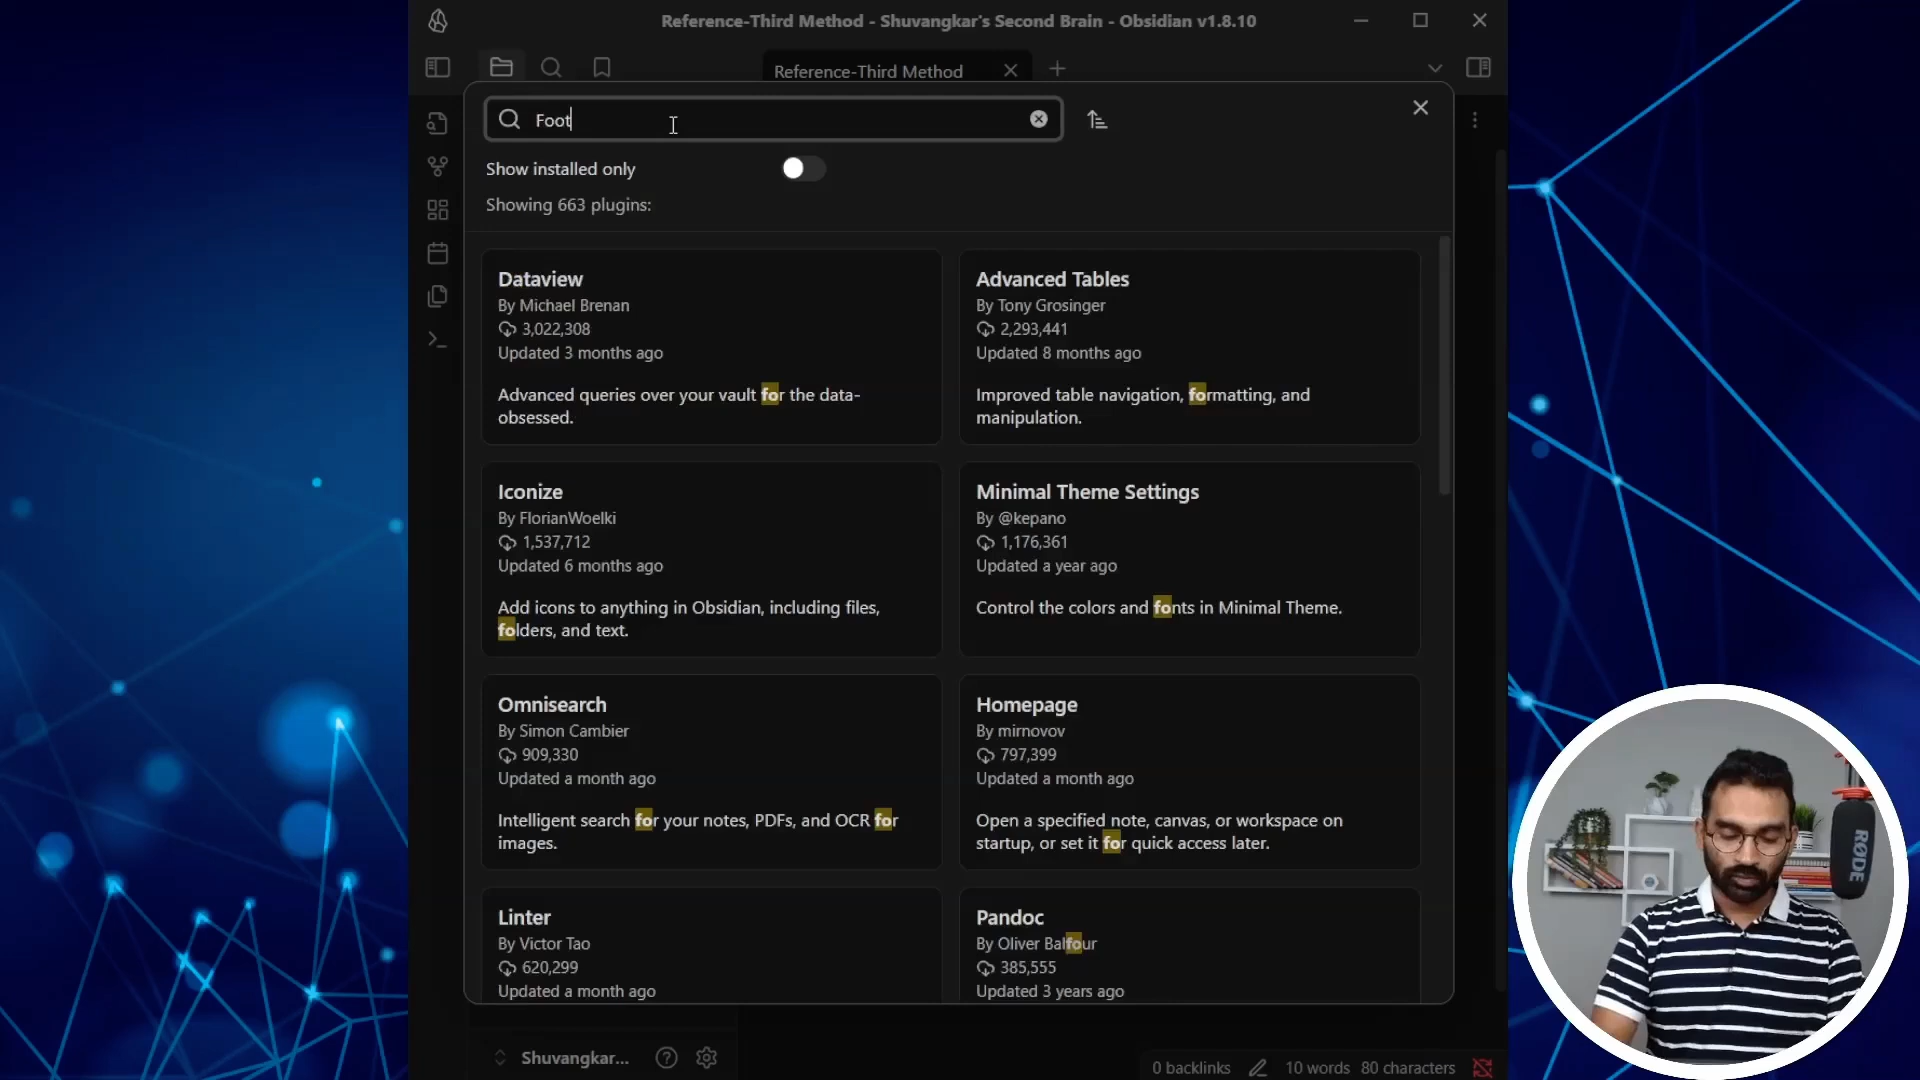 Reference-Third Method - Shuvangkar's Second Brain - Obsidian v1.8.10
Reference-Third Method
Foot
Show installed only
Showing 663 plugins:
Dataview
By Michael Brenan
3,022,308
Updated 3 months ago
Advanced queries over your vault for the data-
obsessed.
Advanced Tables
By Tony Grosinger
2,293,441
Updated 8 months ago
Improved table navigation, formatting, and
manipulation.
Iconize
By FlorianWoelki
1,537,712
Updated 6 months ago
Add icons to anything in Obsidian, including files,
folders, and text.
Minimal Theme Settings
By @kepano
1,176,361
Updated a year ago
Control the colors and fonts in Minimal Theme.
Omnisearch
By Simon Cambier
909,330
Updated a month ago
Intelligent search for your notes, PDFs, and OCR for
images.
Homepage
By mirnovov
797,399
Updated a month ago
Open a specified note, canvas, or workspace on
startup, or set it for quick access later.
Linter
By Victor Tao
620,299
Updated a month ago
Pandoc
By Oliver Balfour
385,555
Updated 3 years ago
Shuvangkar...
0 backlinks
10 words 80 characters
RØDE